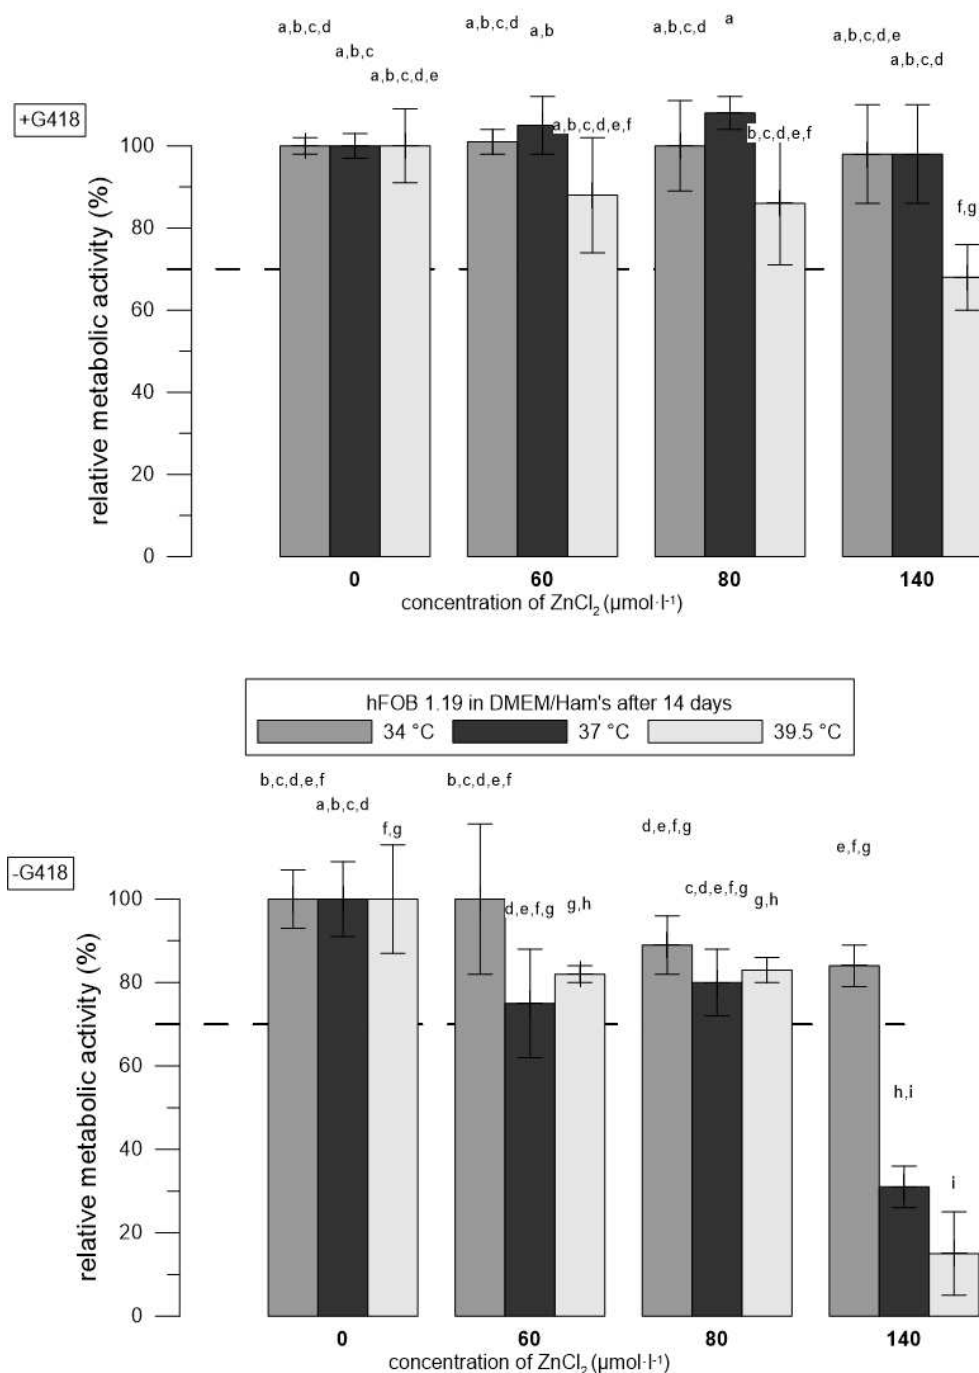 a,b,c,d
a,b,c
a,b,c,d,e
a,b,c,d
a,b
a,b,c,d,e,f
a,b,c,d
a
b,c,d,e,f
a,b,c,d,e
a,b,c,d
f,g
+G418
relative metabolic activity (%)
100
80
60
40
20
0
0 60 80 140
concentration of ZnCl₂ (µmol·l⁻¹)
hFOB 1.19 in DMEM/Ham's after 14 days
34 °C 37 °C 39.5 °C
b,c,d,e,f
a,b,c,d
f,g
b,c,d,e,f
d,e,f,g
g,h
d,e,f,g
c,d,e,f,g
g,h
e,f,g
h,i
i
-G418
relative metabolic activity (%)
100
80
60
40
20
0
0 60 80 140
concentration of ZnCl₂ (µmol·l⁻¹)